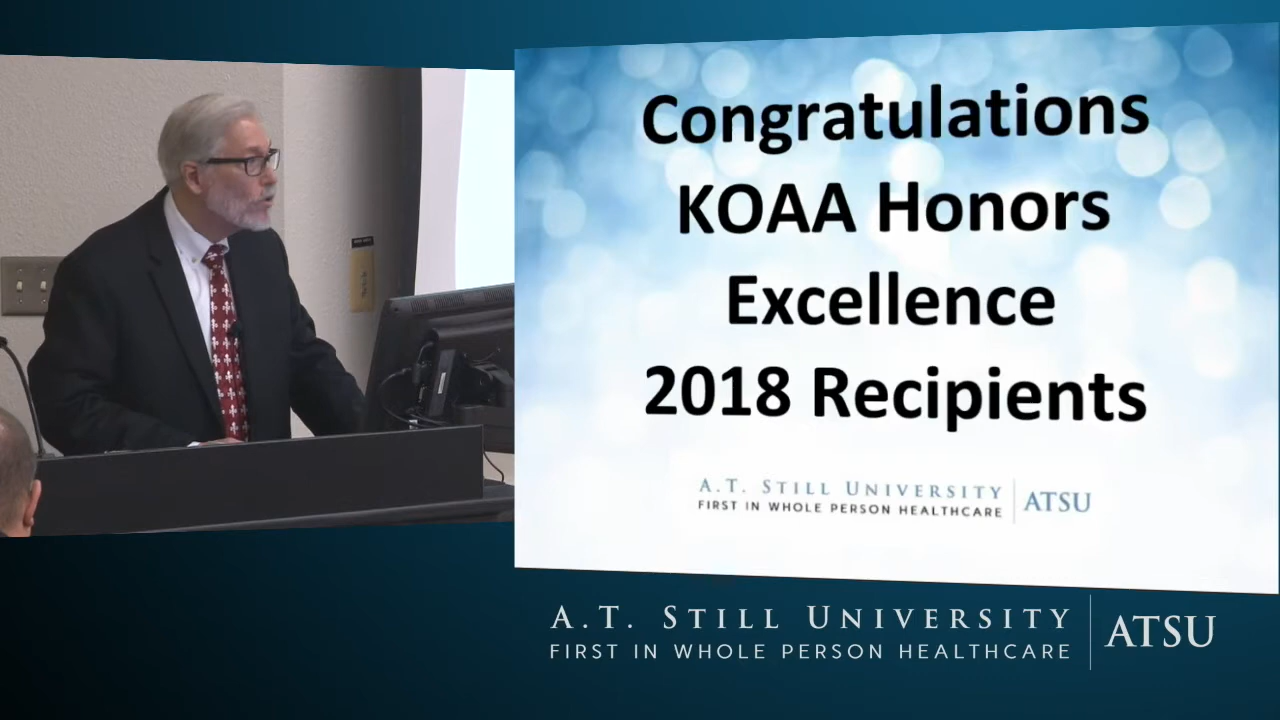 Congratulations
KOAA Honors
Excellence
2018 Recipients
A.T. STILL UNIVERSITY
FIRST IN WHOLE PERSON HEALTHCARE
ATSU
A.T. STILL UNIVERSITY
FIRST IN WHOLE PERSON HEALTHCARE
ATSU